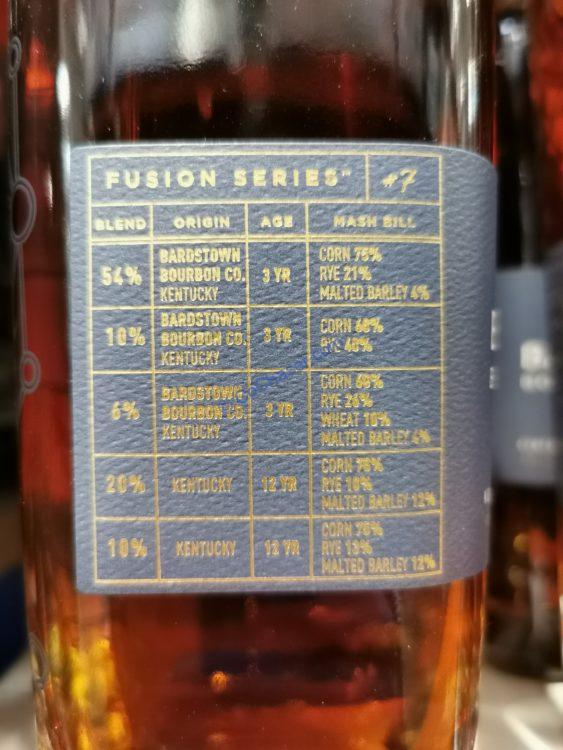 FUSION SERIES™ #7
BLEND ORIGIN AGE MASH BILL
54% BARDSTOWN BOURBON CO. KENTUCKY 3 YR CORN 75% RYE 21% MALTED BARLEY 4%
10% BARDSTOWN BOURBON CO. KENTUCKY 3 YR CORN 60% RYE 40%
6% BARDSTOWN BOURBON CO. KENTUCKY 3 YR CORN 60% RYE 26% WHEAT 10% MALTED BARLEY 4%
20% KENTUCKY 12 YR CORN 78% RYE 10% MALTED BARLEY 12%
10% KENTUCKY 12 YR CORN 75% RYE 13% MALTED BARLEY 12%